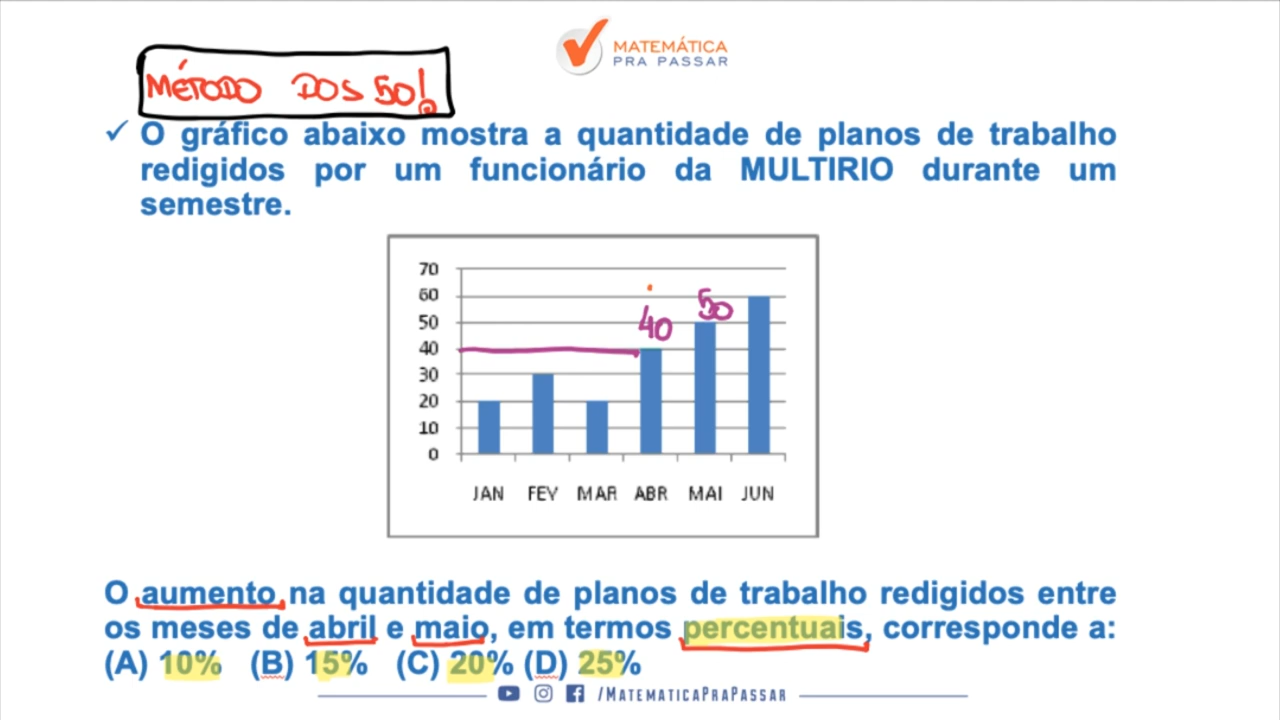 MATEMÁTICA
PRA PASSAR
MÉTODO DOS 50!
✓ O gráfico abaixo mostra a quantidade de planos de trabalho
redigidos por um funcionário da MULTIRIO durante um
semestre.
70
60
50
40
30
20
10
0
40
50
JAN FEV MAR ABR MAI JUN
O aumento na quantidade de planos de trabalho redigidos entre
os meses de abril e maio, em termos percentuais, corresponde a:
(A) 10% (B) 15% (C) 20% (D) 25%
/MATEMATICAPRAPASSAR